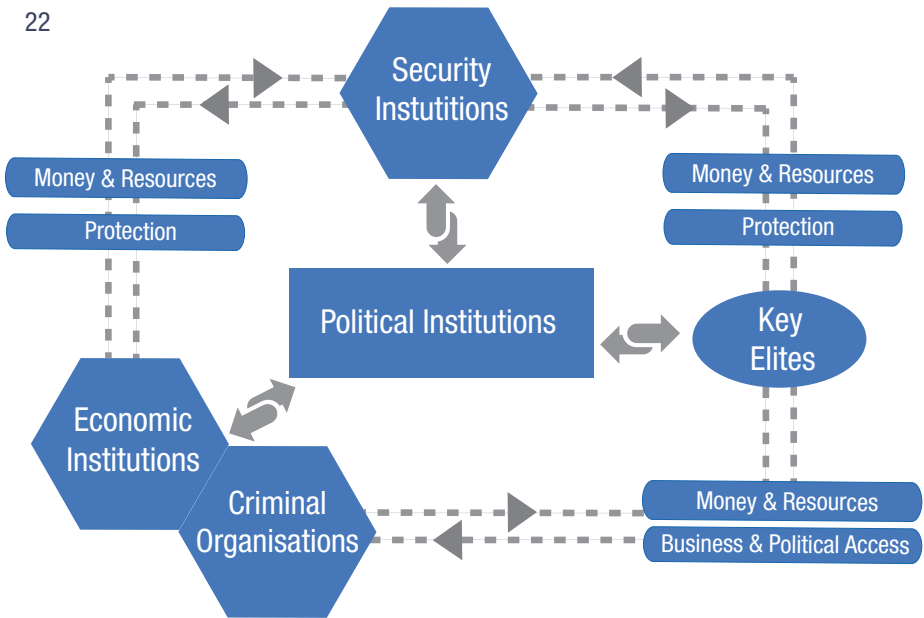 22
Security
Instutitions
Money & Resources
Protection
Money & Resources
Protection
Political Institutions
Key
Elites
Economic
Institutions
Criminal
Organisations
Money & Resources
Business & Political Access